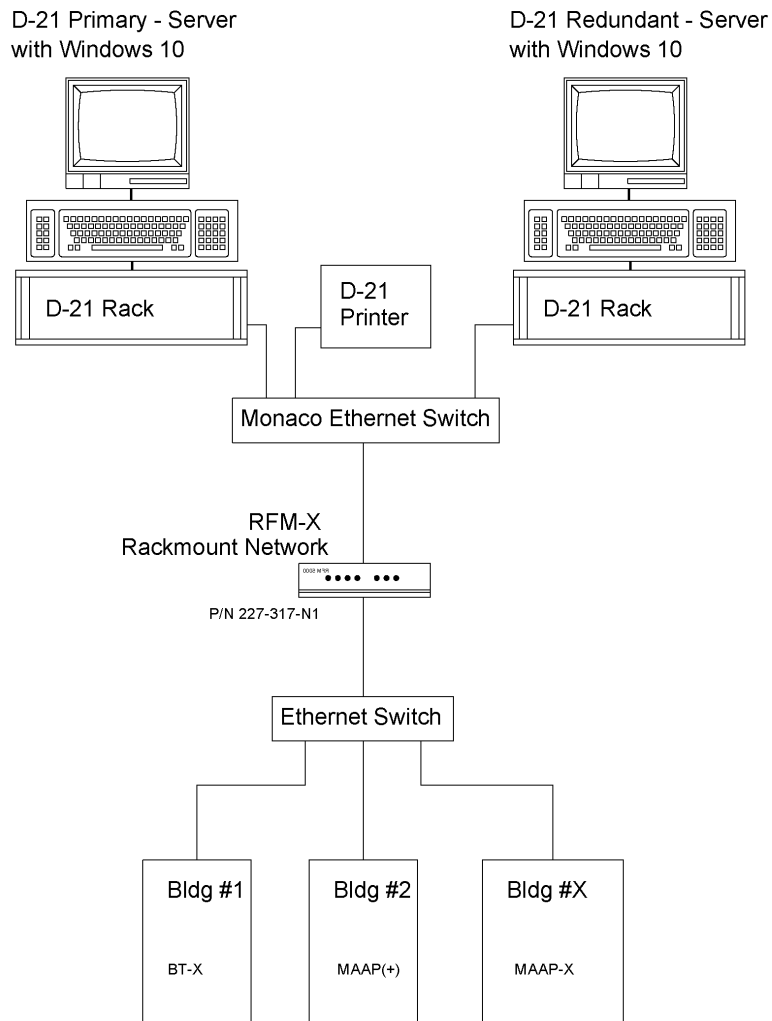 D-21 Primary - Server
with Windows 10
D-21 Redundant - Server
with Windows 10
D-21 Rack
D-21
Printer
D-21 Rack
Monaco Ethernet Switch
RFM-X
Rackmount Network
P/N 227-317-N1
Ethernet Switch
Bldg #1
Bldg #2
Bldg #X
BT-X
MAAP(+)
MAAP-X